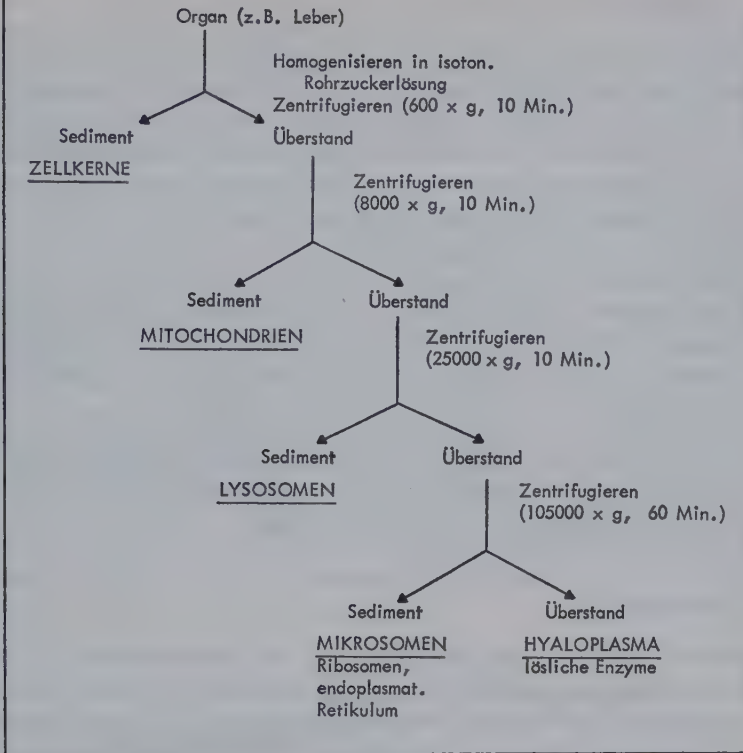 Organ (z.B. Leber)
Homogenisieren in isoton.
Rohrzuckerlösung
Zentrifugieren (600 x g, 10 Min.)
Sediment
Überstand
ZELLKERNE
Zentrifugieren
(8000 x g, 10 Min.)
Sediment
Überstand
MITOCHONDRIEN
Zentrifugieren
(25000 x g, 10 Min.)
Sediment
Überstand
LYSOSOMEN
Zentrifugieren
(105000 x g, 60 Min.)
Sediment
Überstand
MIKROSOMEN
Ribosomen,
endoplasmat.
Retikulum
HYALOPLASMA
lösliche Enzyme